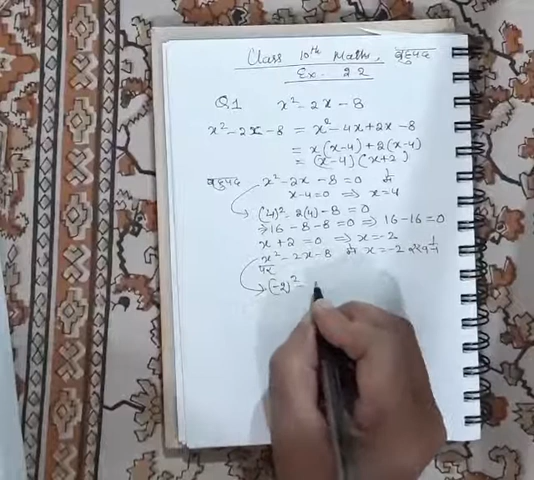 Class 10th Maths, बहुपद
Ex. 2.2
Q1 x² - 2x - 8
x² - 2x - 8 = x² - 4x + 2x - 8
= x(x-4) + 2(x-4)
= (x-4)(x+2)
बहुपद x² - 2x - 8 = 0 में
x - 4 = 0 ⇒ x = 4
(4)² - 2(4) - 8 = 0
⇒ 16 - 8 - 8 = 0 ⇒ 16 - 16 = 0
x + 2 = 0 ⇒ x = -2
x² - 2x - 8 में x = -2 रखने
पर
(-2)² -